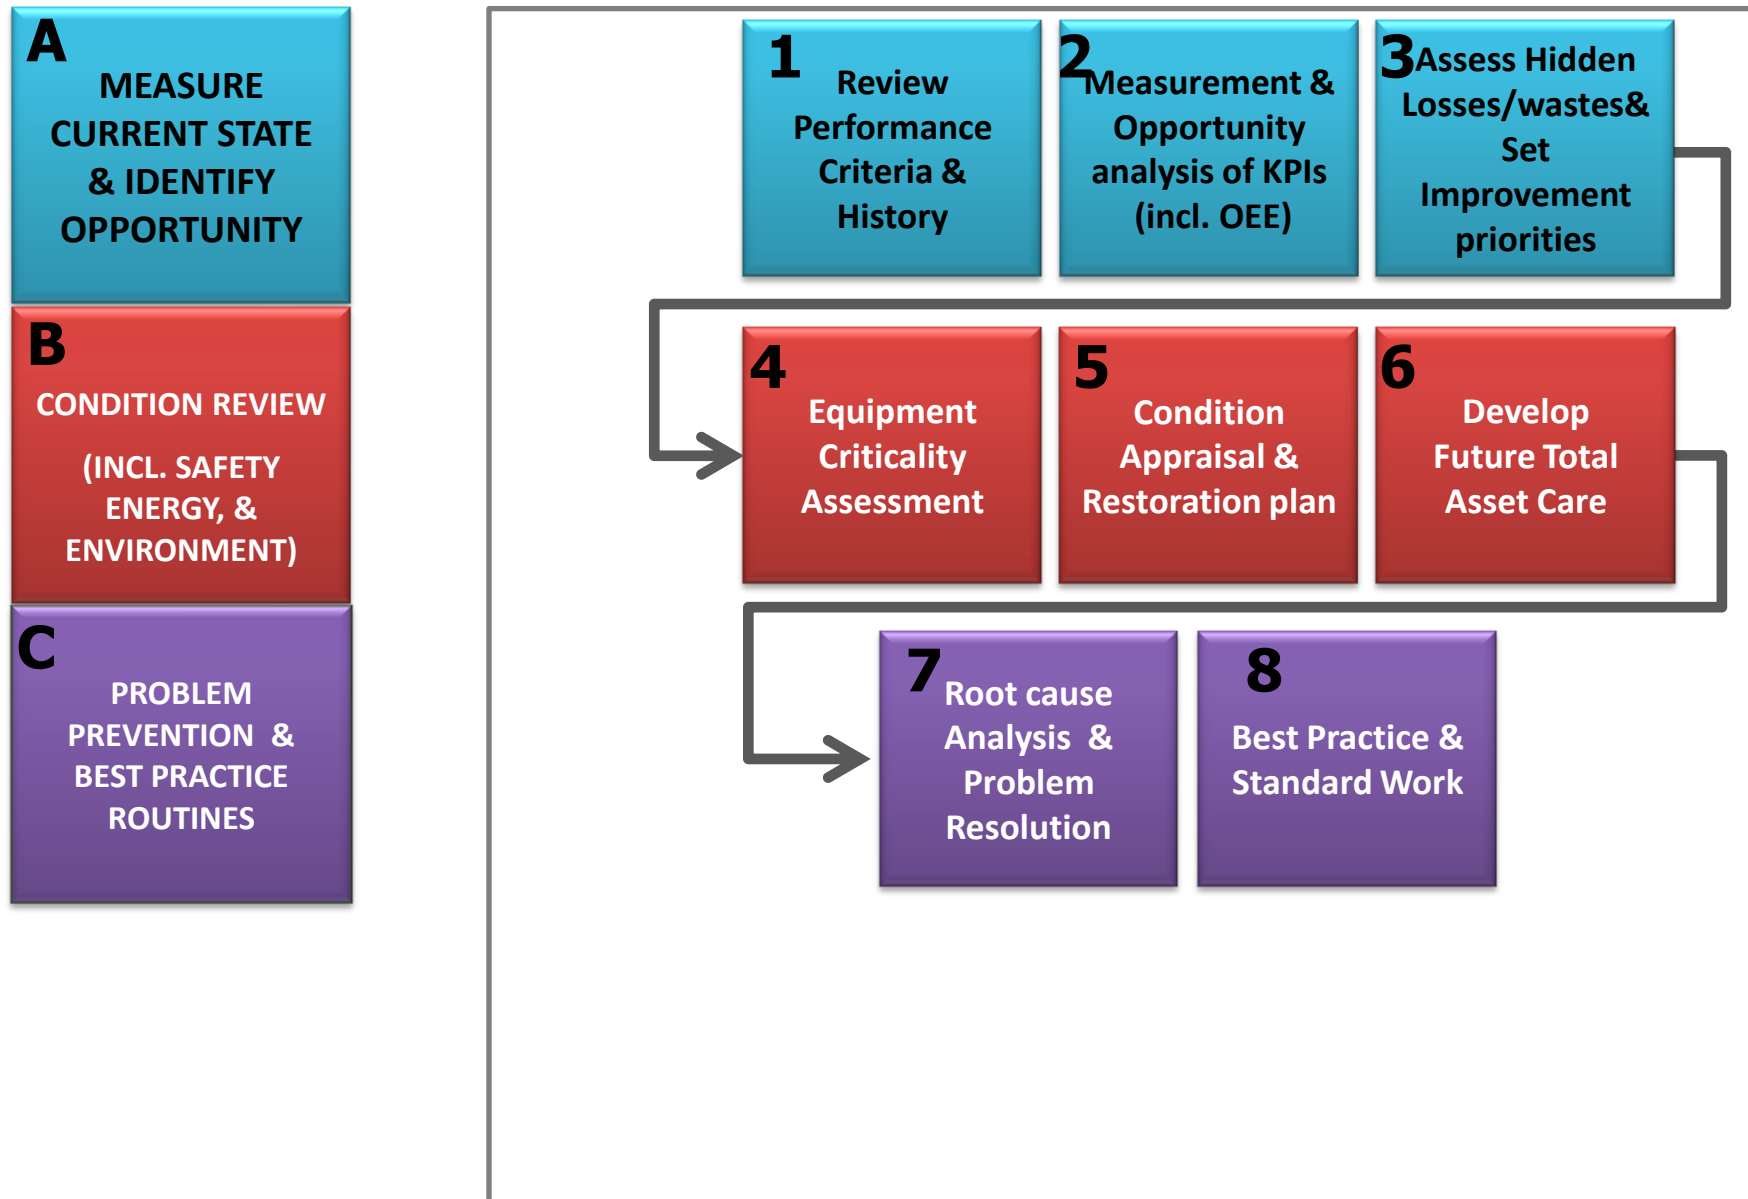 A
MEASURE
CURRENT STATE
& IDENTIFY
OPPORTUNITY
B
CONDITION REVIEW
(INCL. SAFETY
ENERGY, &
ENVIRONMENT)
C
PROBLEM
PREVENTION &
BEST PRACTICE
ROUTINES
1
Review
Performance
Criteria &
History
2
Measurement &
Opportunity
analysis of KPIs
(incl. OEE)
3
Assess Hidden
Losses/wastes&
Set
Improvement
priorities
4
Equipment
Criticality
Assessment
5
Condition
Appraisal &
Restoration plan
6
Develop
Future Total
Asset Care
7
Root cause
Analysis &
Problem
Resolution
8
Best Practice &
Standard Work